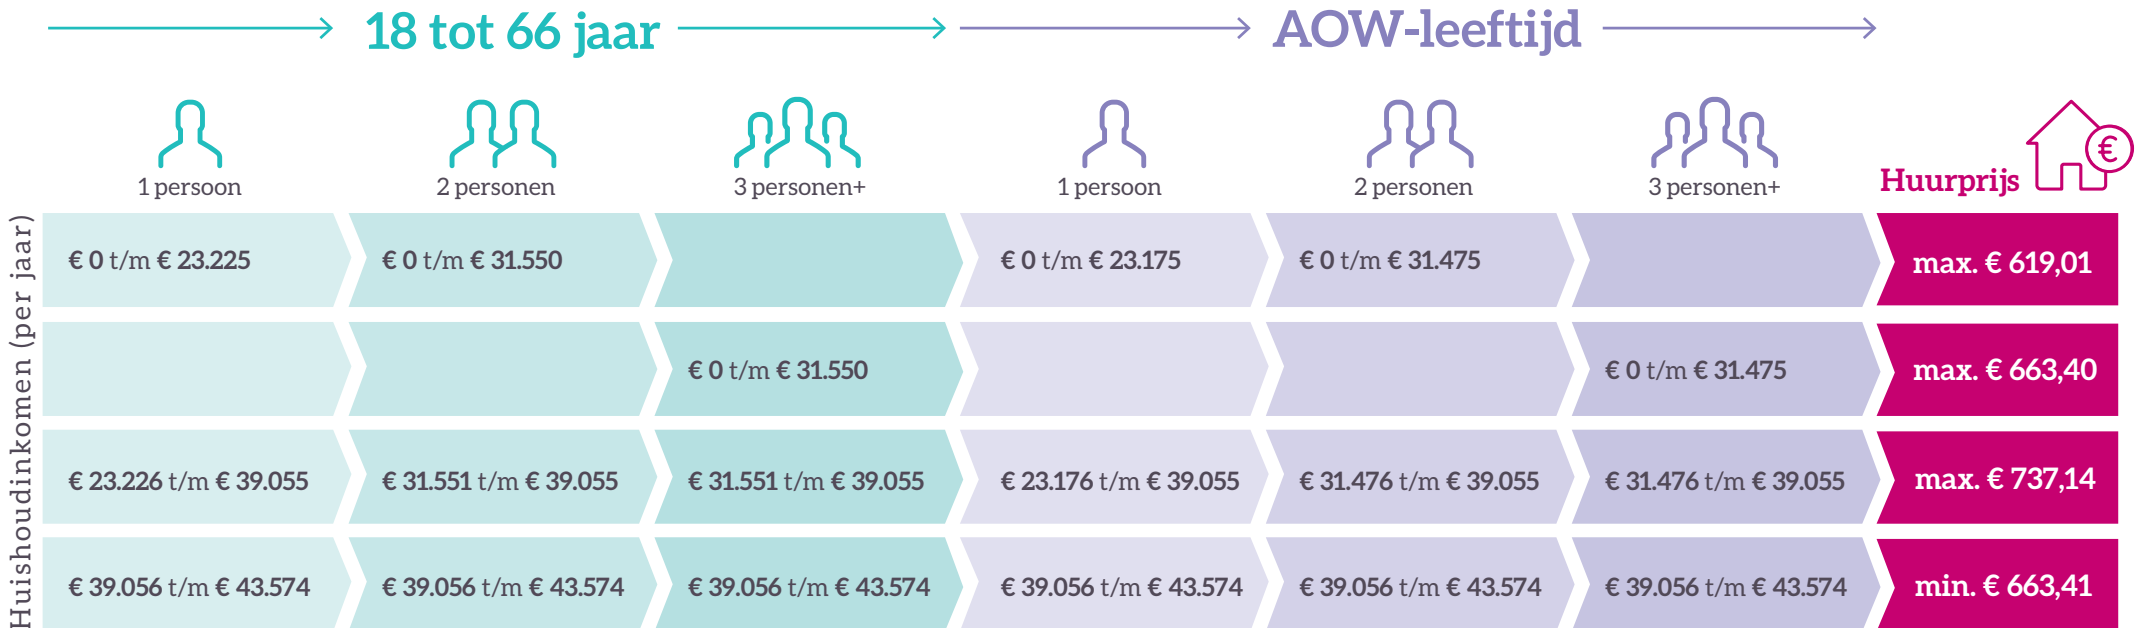 18 tot 66 jaar
AOW-leeftijd
1 persoon
2 personen
3 personen+
1 persoon
2 personen
3 personen+
Huurprijs
€
Huishoudinkomen (per jaar)
€ 0 t/m € 23.225
€ 0 t/m € 31.550
€ 0 t/m € 23.175
€ 0 t/m € 31.475
max. € 619,01
€ 0 t/m € 31.550
€ 0 t/m € 31.475
max. € 663,40
€ 23.226 t/m € 39.055
€ 31.551 t/m € 39.055
€ 31.551 t/m € 39.055
€ 23.176 t/m € 39.055
€ 31.476 t/m € 39.055
€ 31.476 t/m € 39.055
max. € 737,14
€ 39.056 t/m € 43.574
€ 39.056 t/m € 43.574
€ 39.056 t/m € 43.574
€ 39.056 t/m € 43.574
€ 39.056 t/m € 43.574
€ 39.056 t/m € 43.574
min. € 663,41